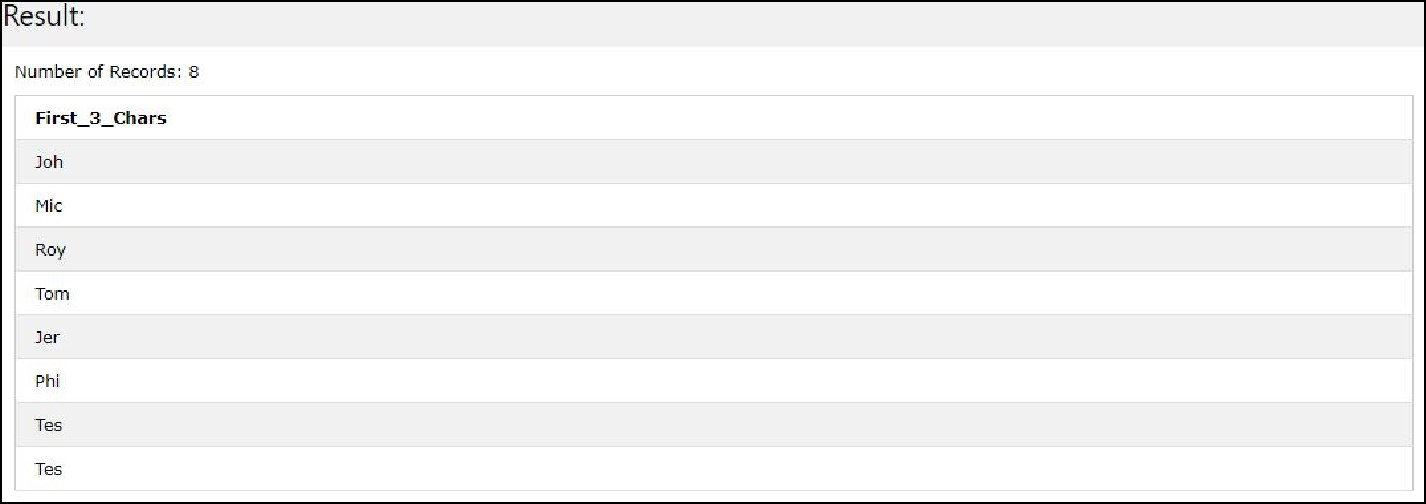 Result:
Number of Records: 8
First_3_Chars
Joh
Mic
Roy
Tom
Jer
Phi
Tes
Tes